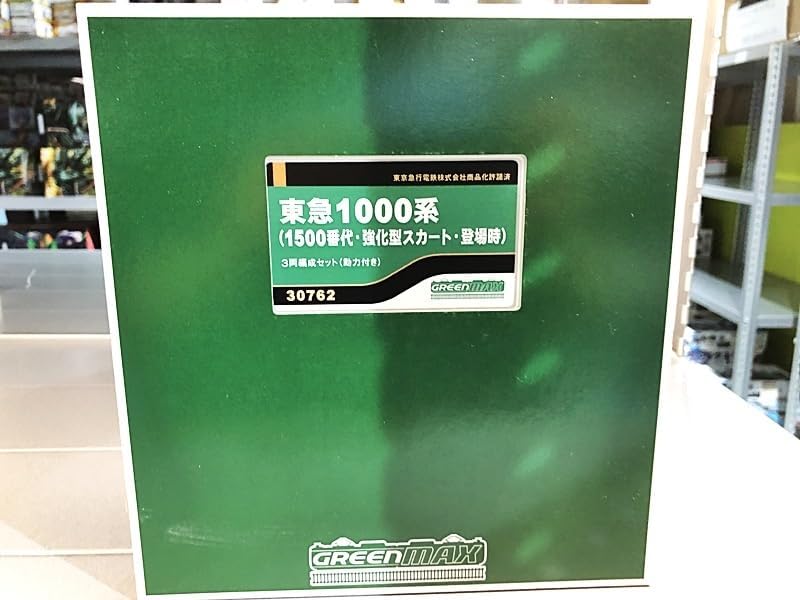 東京急行電鉄株式会社商品化許諾済
東急1000系
(1500番代・強化型スカート・登場時)
3両編成セット(動力付き)
30762
GREENMAX
GREENMAX